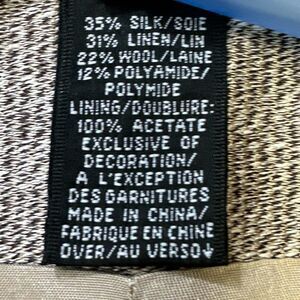 35% SILK/SOIE
31% LINEN/LIN
22% WOOL/LAINE
12% POLYAMIDE/
POLYMIDE
LINING/DOUBLURE:
100% ACETATE
EXCLUSIVE OF
DECORATION/
A L'EXCEPTION
DES GARNITURES
MADE IN CHINA/
FABRIQUE EN CHINE
OVER/AU VERSO↓